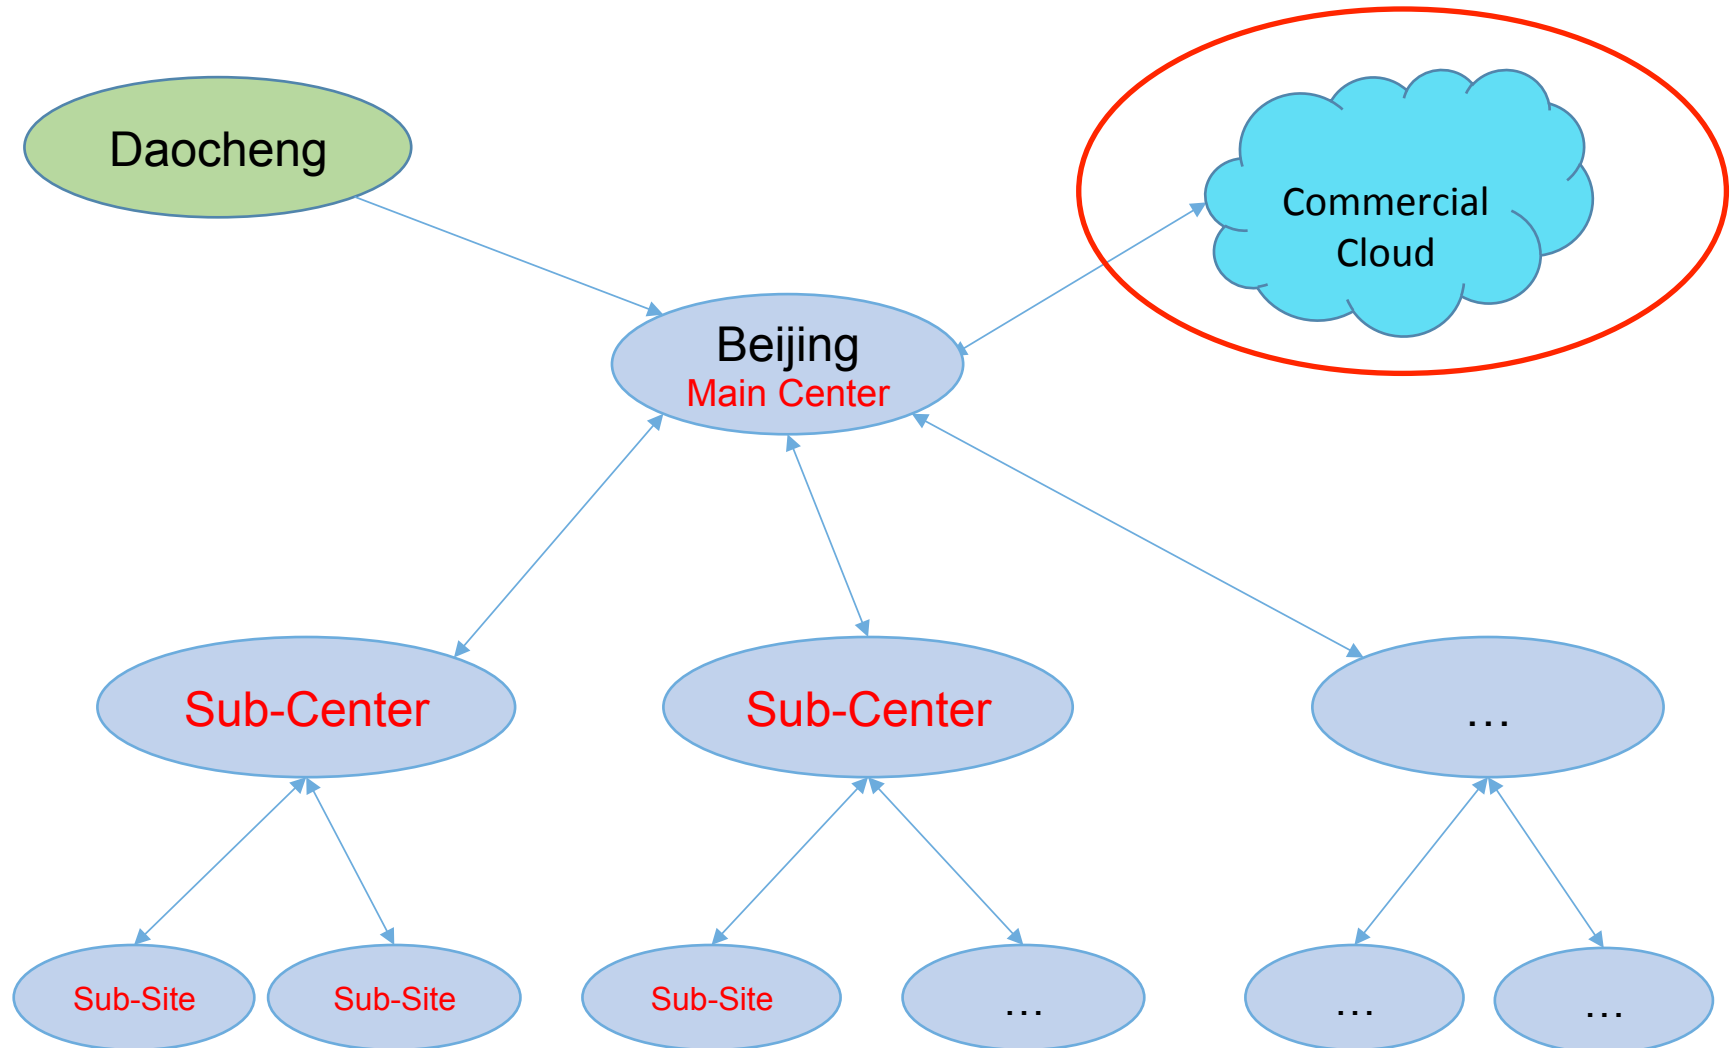 Daocheng
Commercial
Cloud
Beijing
Main Center
Sub-Center
Sub-Center
...
Sub-Site
Sub-Site
Sub-Site
...
...
...